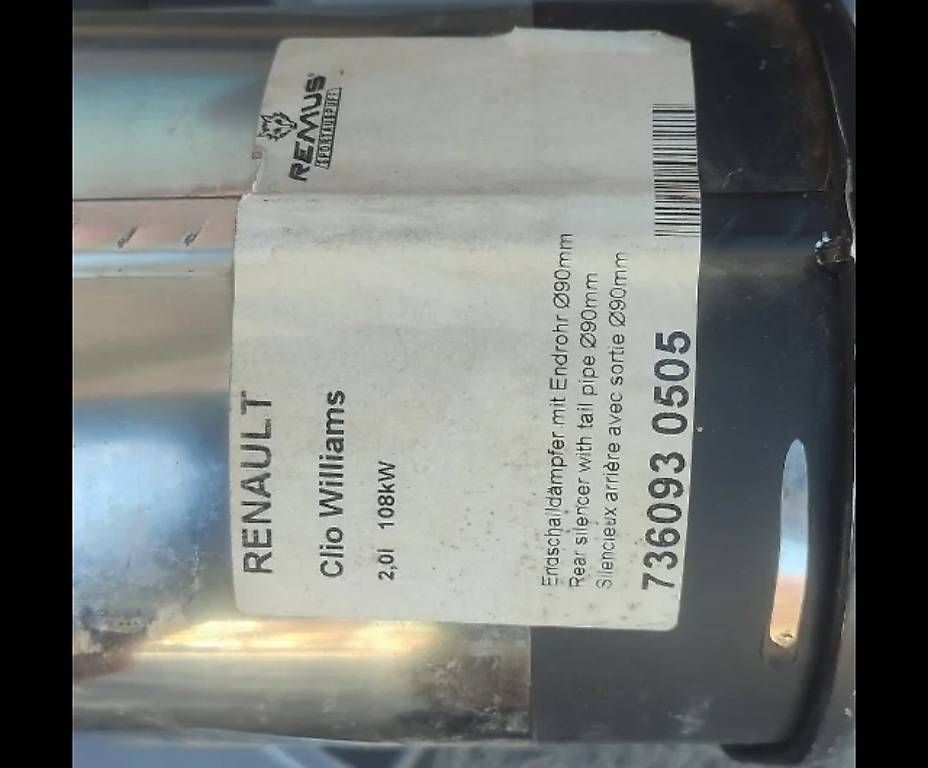 REMUS
SPORTAUSPUFF
RENAULT
Clio Williams
2,0l 108kW
Endschalldämpfer mit Endrohr Ø90mm
Rear silencer with tail pipe Ø90mm
Silencieux arrière avec sortie Ø90mm
736093 0505